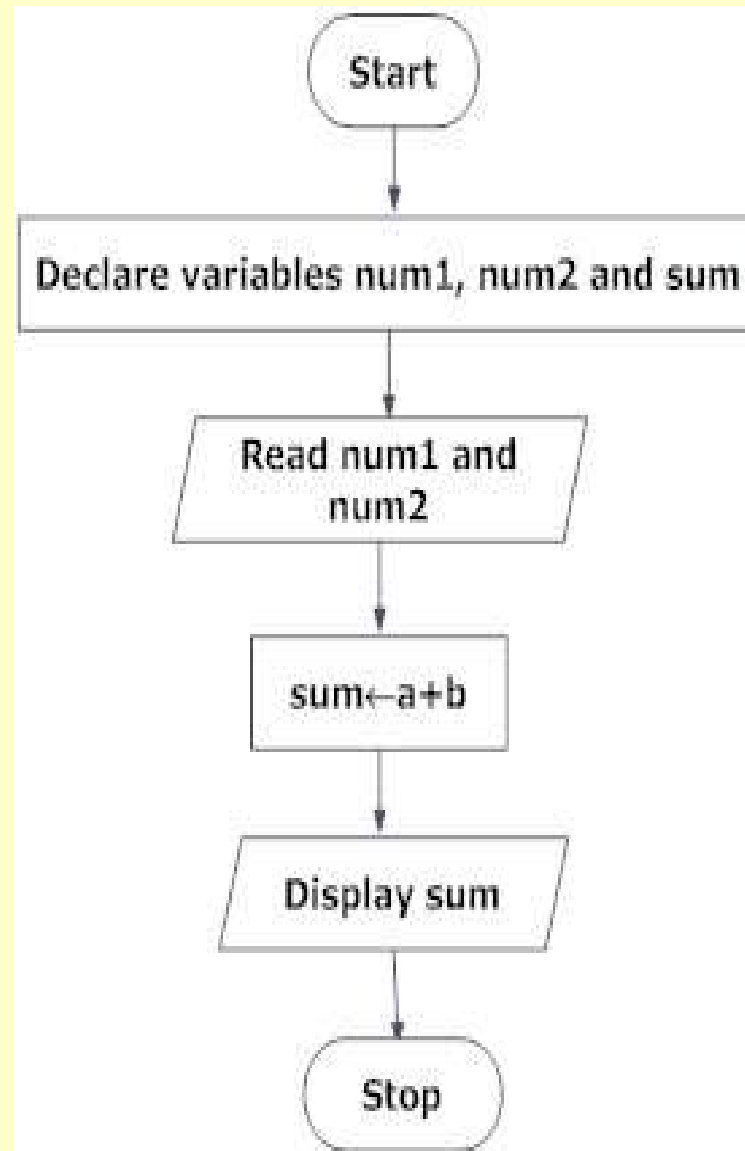 Start
Declare variables num1, num2 and sum
Read num1 and
num2
sum←a+b
Display sum
Stop